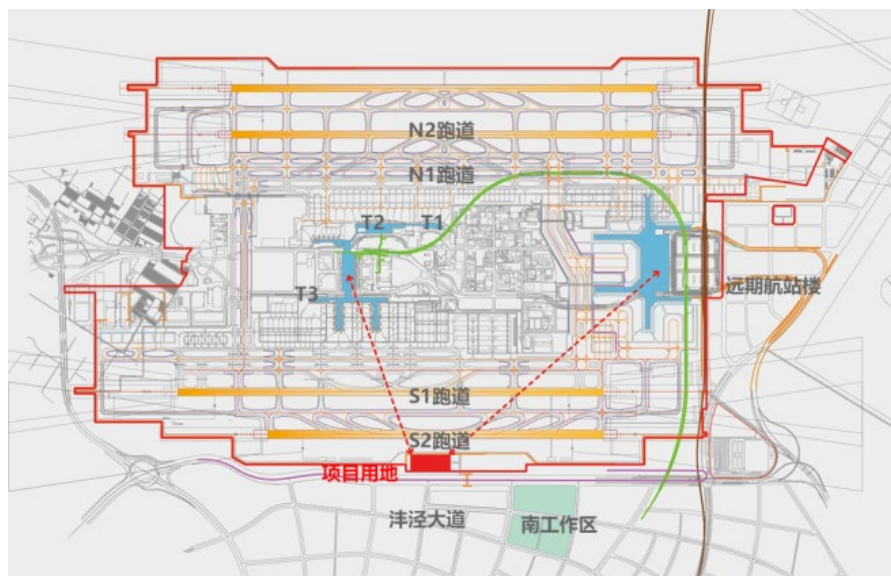 N2跑道
N1跑道
T2
T1
T3
远期航站楼
S1跑道
S2跑道
项目用地
沣泾大道
南工作区